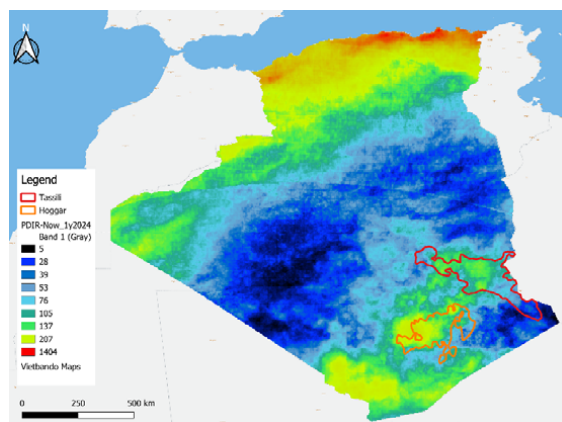 N
Legend
Tassili
Hoggar
PDIR-Now_1y2024
Band 1 (Gray)
5
28
39
53
76
105
137
207
1404
Vietbando Maps
0 250 500 km